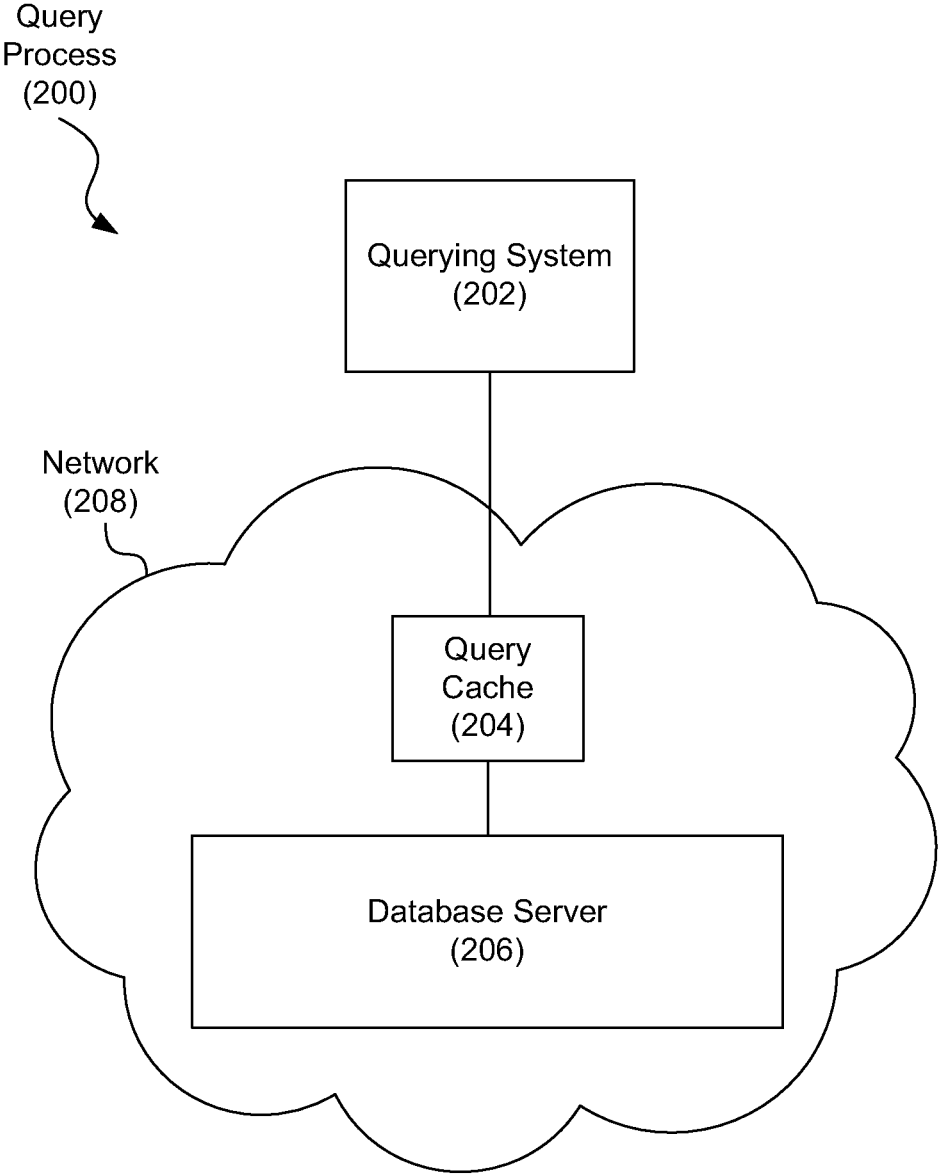 Query
Process
(200)
Querying System
(202)
Network
(208)
Query
Cache
(204)
Database Server
(206)